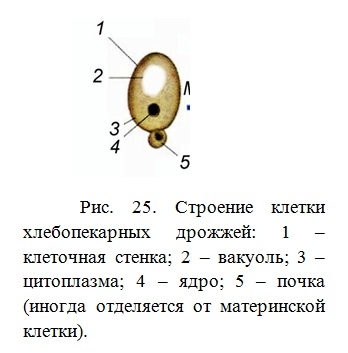 1
2
3
4
5
Рис. 25. Строение клетки
хлебопекарных дрожжей: 1 –
клеточная стенка; 2 – вакуоль; 3 –
цитоплазма; 4 – ядро; 5 – почка
(иногда отделяется от материнской
клетки).